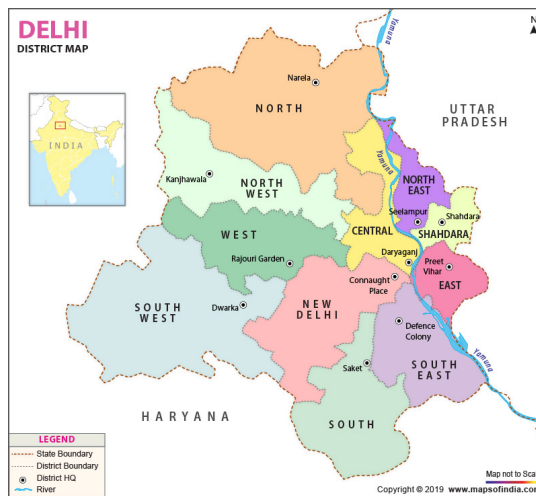 DELHI
DISTRICT MAP
INDIA
N
Yamuna
UTTAR
PRADESH
Narela
NORTH
Yamuna
Kanjhawala
NORTH
WEST
NORTH
EAST
Seelampur
Shahdara
SHAHDARA
WEST
Rajouri Garden
CENTRAL
Daryaganj
Preet
Vihar
EAST
Connaught
Place
SOUTH
WEST
Dwarka
NEW
DELHI
Defence
Colony
Yamuna
Saket
SOUTH
EAST
SOUTH
HARYANA
LEGEND
State Boundary
District Boundary
District HQ
River
Map not to Scale
Copyright © 2019 www.mapsofindia.com